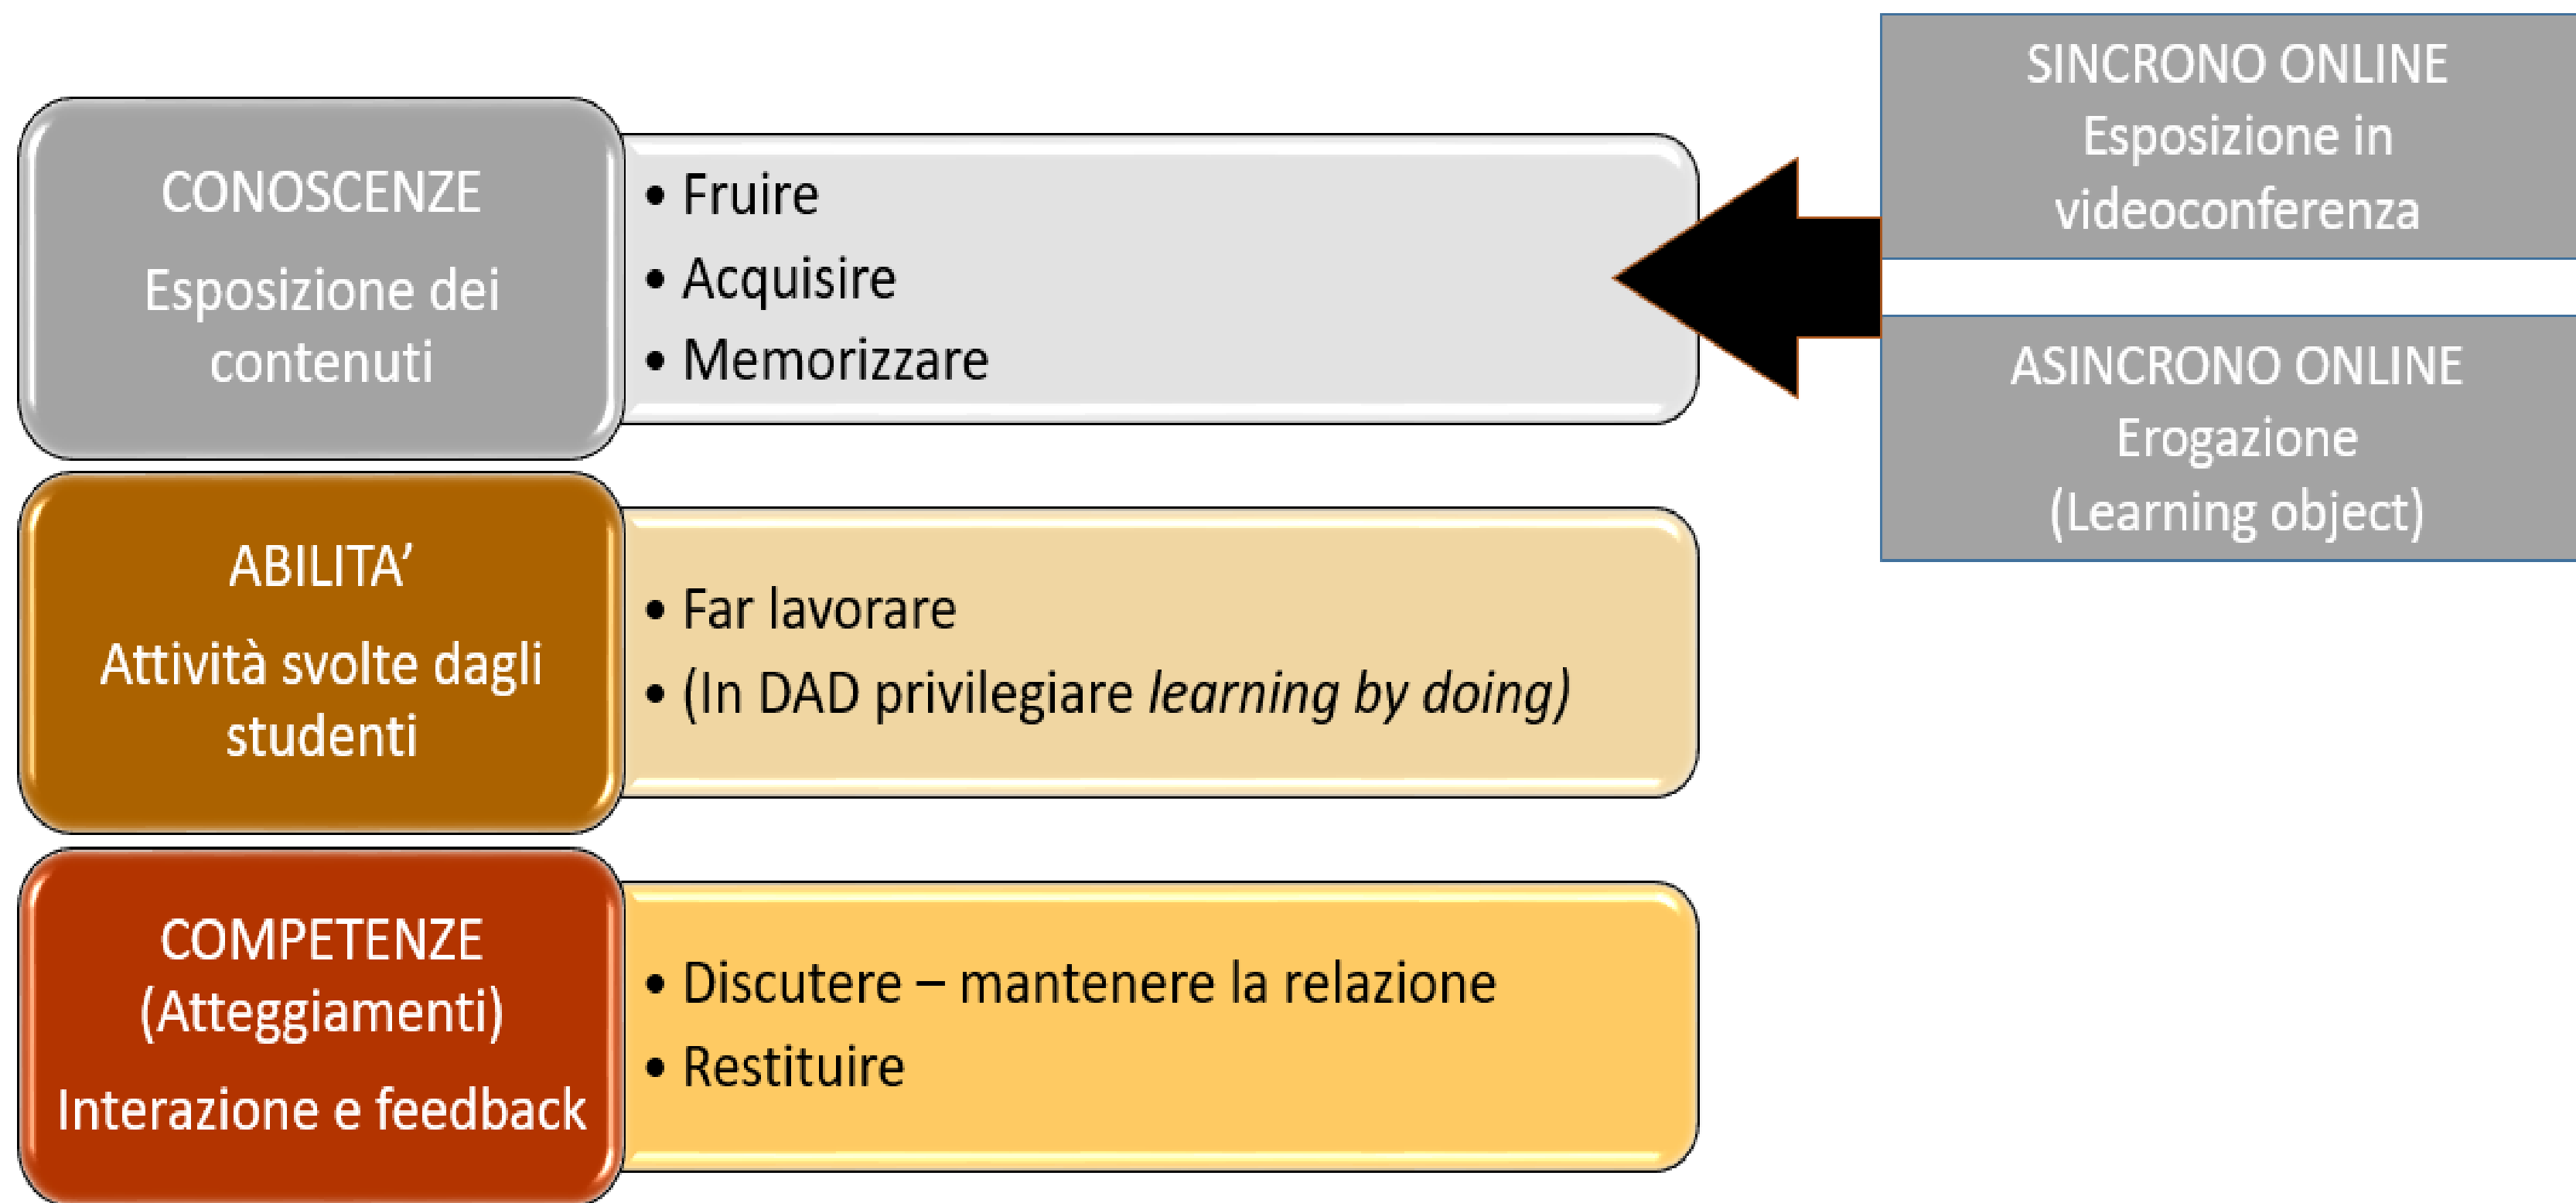 CONOSCENZE
Esposizione dei
contenuti
• Fruire
• Acquisire
• Memorizzare
SINCRONO ONLINE
Esposizione in
videoconferenza
ASINCRONO ONLINE
Erogazione
(Learning object)
ABILITA’
Attività svolte dagli
studenti
• Far lavorare
• (In DAD privilegiare learning by doing)
COMPETENZE
(Atteggiamenti)
Interazione e feedback
• Discutere – mantenere la relazione
• Restituire